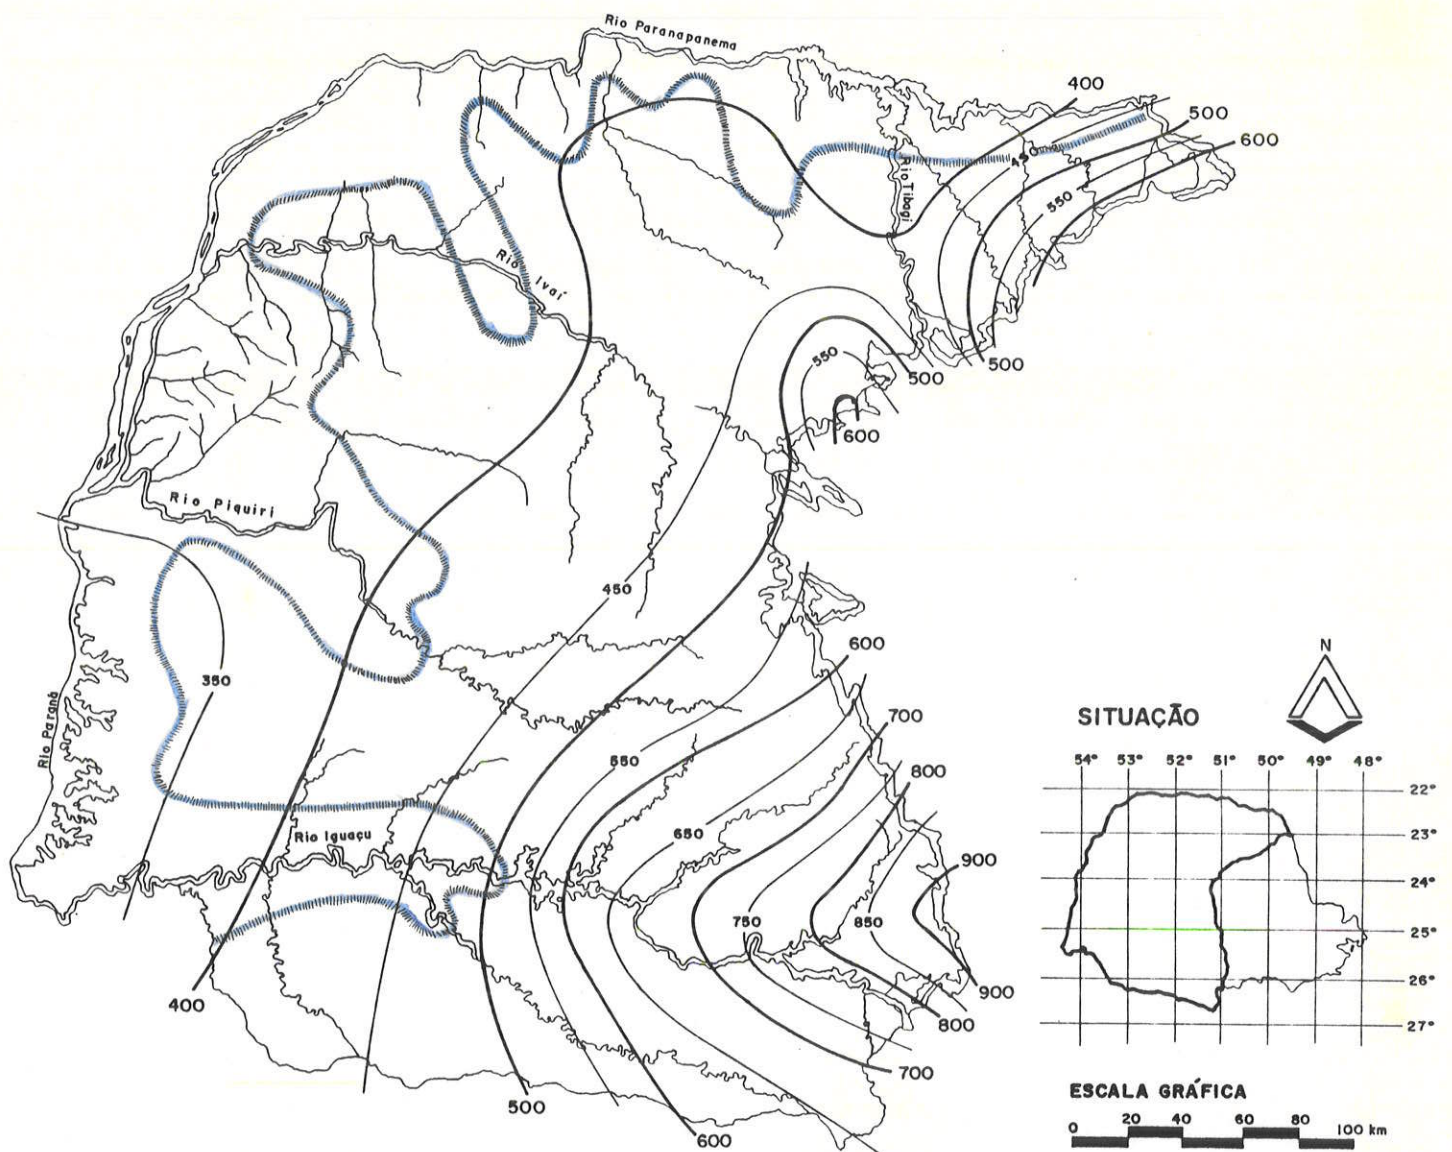 Rio Paranapanema
400
500
600
450
550
Rio Tibagi
Rio Ivaí
500
500
550
600
Rio Piquiri
450
350
Rio Paraná
600
700
550
800
650
Rio Iguaçu
900
750
850
400
900
800
700
500
600
N
SITUAÇÃO
54° 53° 52° 51° 50° 49° 48°
22°
23°
24°
25°
26°
27°
ESCALA GRÁFICA
0 20 40 60 80 100 km